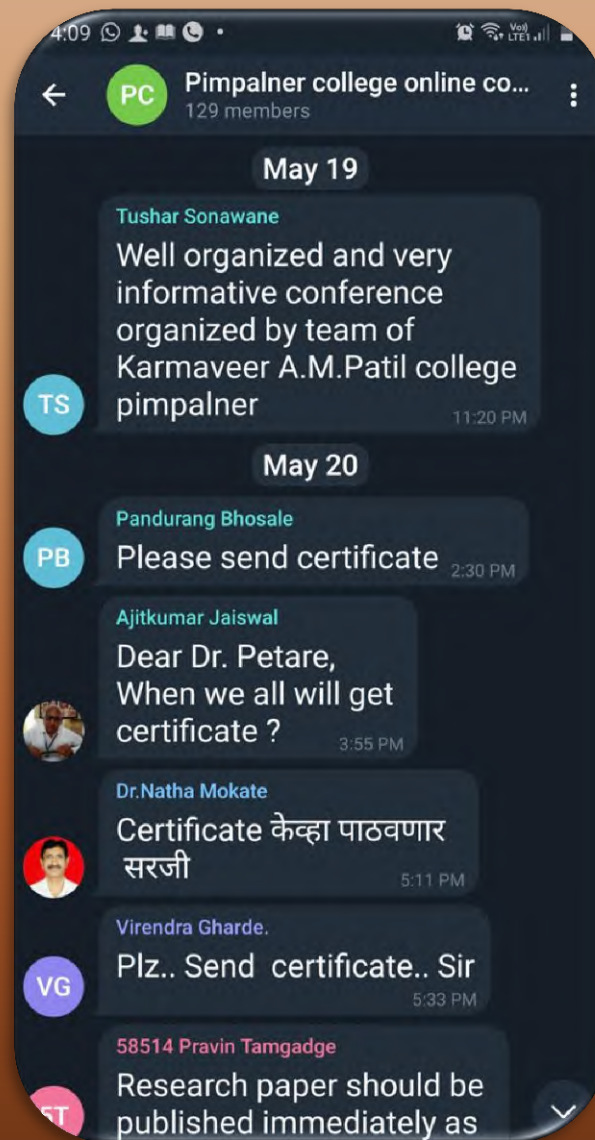 4:09
Vo))
LTE1
PC
Pimpalner college online co...
129 members
May 19
Tushar Sonawane
Well organized and very
informative conference
organized by team of
Karmaveer A.M.Patil college
pimpalner
11:20 PM
TS
May 20
Pandurang Bhosale
Please send certificate
2:30 PM
PB
Ajitkumar Jaiswal
Dear Dr. Petare,
When we all will get
certificate ?
3:55 PM
Dr.Natha Mokate
Certificate केव्हा पाठवणार
सरजी
5:11 PM
Virendra Gharde.
Plz.. Send certificate.. Sir
5:33 PM
VG
58514 Pravin Tamgadge
Research paper should be
published immediately as
5T